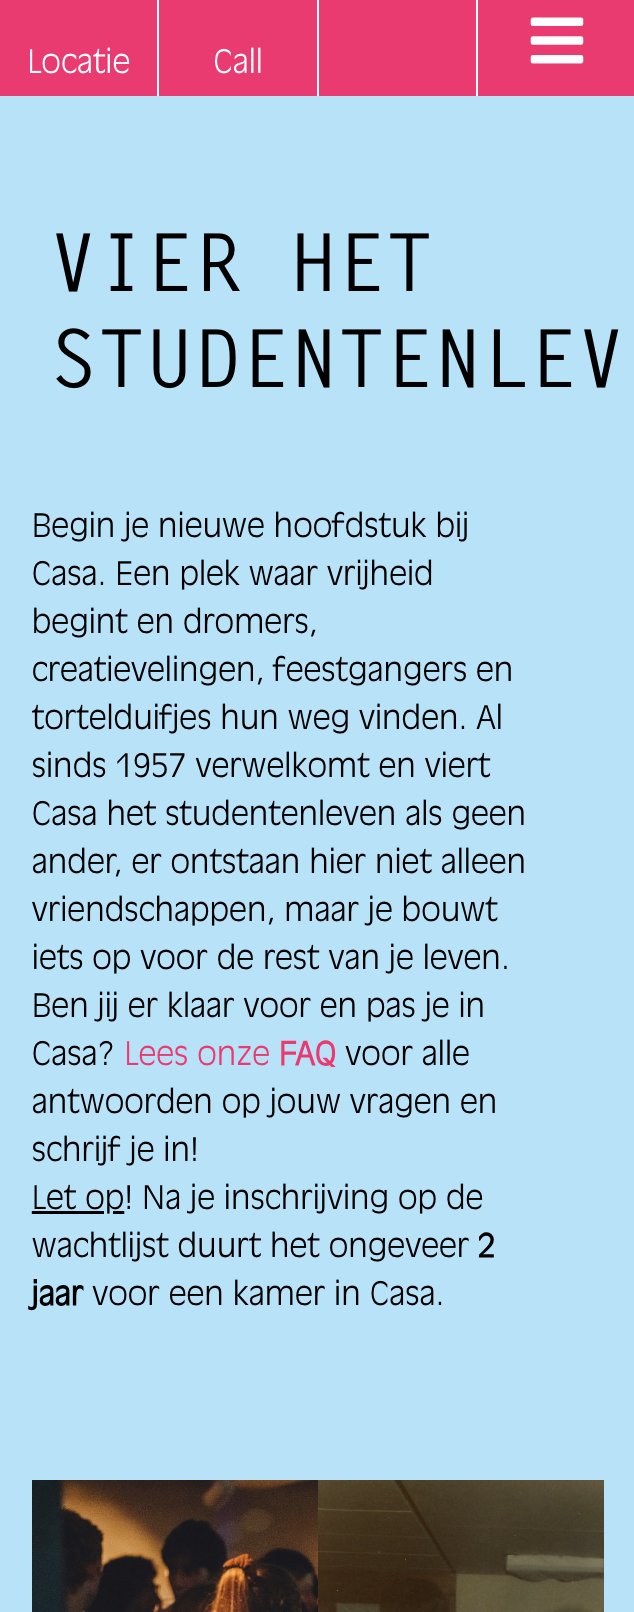 Locatie
Call
VIER HET
STUDENTENLEV
Begin je nieuwe hoofdstuk bij
Casa. Een plek waar vrijheid
begint en dromers,
creatievelingen, feestgangers en
tortelduifjes hun weg vinden. Al
sinds 1957 verwelkomt en viert
Casa het studentenleven als geen
ander, er ontstaan hier niet alleen
vriendschappen, maar je bouwt
iets op voor de rest van je leven.
Ben jij er klaar voor en pas je in
Casa? Lees onze FAQ voor alle
antwoorden op jouw vragen en
schrijf je in!
Let op! Na je inschrijving op de
wachtlijst duurt het ongeveer 2
jaar voor een kamer in Casa.